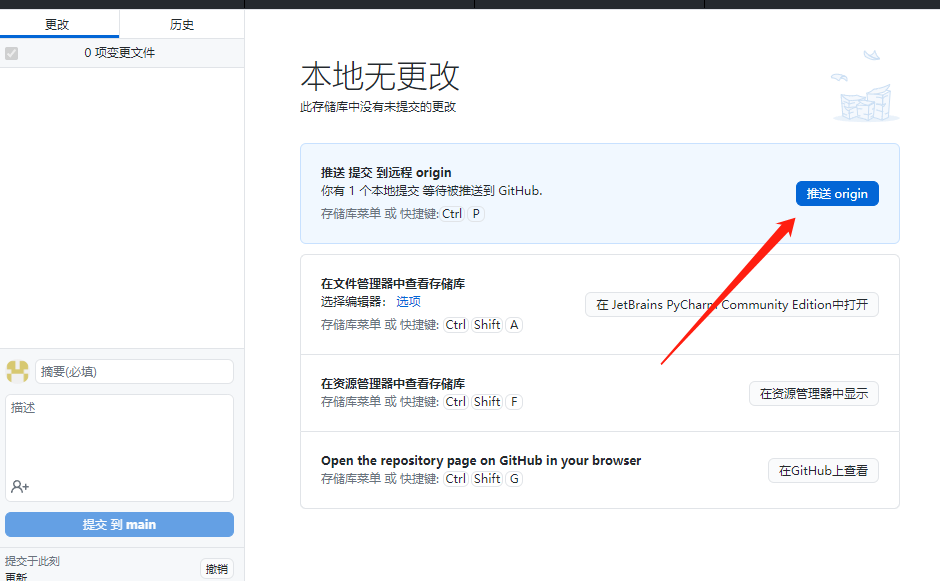 更改
历史
0 项变更文件
本地无更改
此存储库中没有未提交的更改
推送 提交 到远程 origin
你有 1 个本地提交 等待被推送到 GitHub.
存储库菜单 或 快捷键: Ctrl P
推送 origin
在文件管理器中查看存储库
选择编辑器： 选项
存储库菜单 或 快捷键: Ctrl Shift A
在 JetBrains PyCharm Community Edition中打开
在资源管理器中查看存储库
存储库菜单 或 快捷键: Ctrl Shift F
在资源管理器中显示
Open the repository page on GitHub in your browser
存储库菜单 或 快捷键: Ctrl Shift G
在GitHub上查看
摘要(必填)
描述
提交 到 main
提交于此刻
更新
撤销